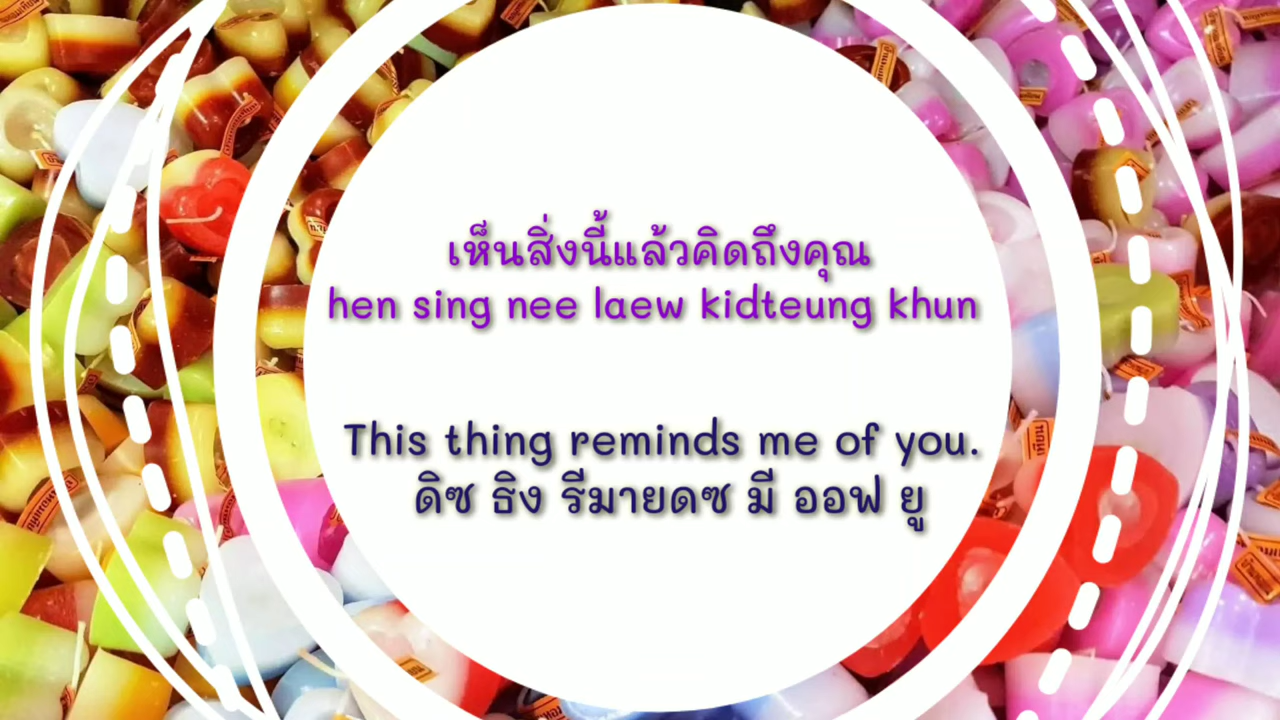 เห็นสิ่งนี้แล้วคิดถึงคุณ
hen sing nee laew kidteung khun
This thing reminds me of you.
ดิซ ธิง รีมายดซ มี ออฟ ยู